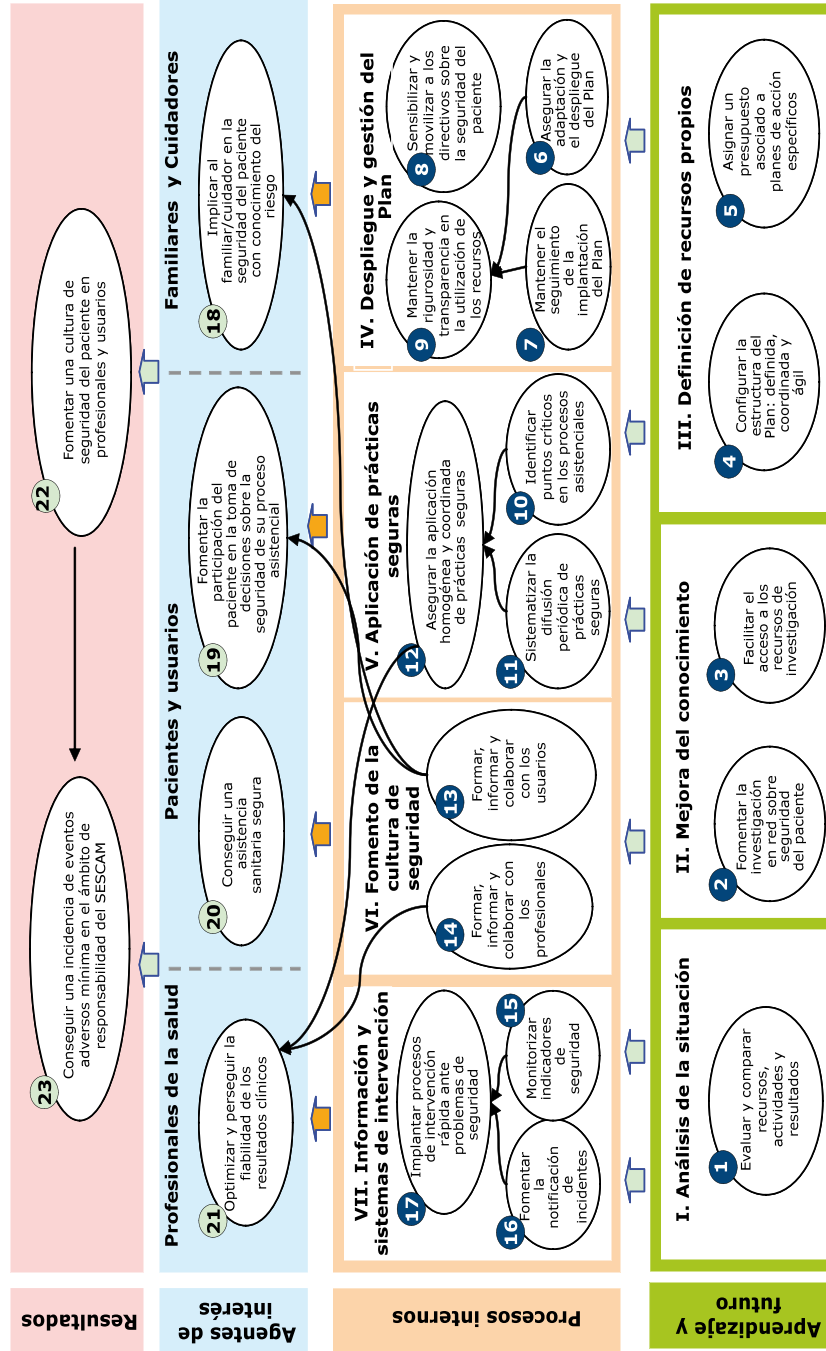 Resultados
23
Conseguir una incidencia de eventos
adversos mínima en el ámbito de
responsabilidad del SESCAM
22
Fomentar una cultura de
seguridad del paciente en
profesionales y usuarios
Agentes de
interés
Profesionales de la salud
21
Optimizar y perseguir la
fiabilidad de los
resultados clínicos
Pacientes y usuarios
20
Conseguir una
asistencia
sanitaria segura
19
Fomentar la
participación del
paciente en la toma de
decisiones sobre la
seguridad de su proceso
asistencial
Familiares y Cuidadores
18
Implicar al
familiar/cuidador en la
seguridad del paciente
con conocimiento del
riesgo
Procesos internos
VII. Información y
sistemas de intervención
17
Implantar procesos
de intervención
rápida ante
problemas de
seguridad
16
Fomentar
la
notificación
de
incidentes
15
Monitorizar
indicadores
de
seguridad
VI. Fomento de la
cultura de
seguridad
14
Formar,
informar y
colaborar con
los
profesionales
13
Formar,
informar y
colaborar
con los
usuarios
V. Aplicación de prácticas
seguras
12
Asegurar la aplicación
homogénea y coordinada
de prácticas seguras
11
Sistematizar la
difusión
periódica de
prácticas
seguras
10
Identificar
puntos críticos
en los procesos
asistenciales
IV. Despliegue y gestión del
Plan
9
Mantener la
rigurosidad y
transparencia en
la utilización de
los recursos
8
Sensibilizar y
movilizar a los
directivos sobre
la seguridad del
paciente
7
Mantener el
seguimiento
de la
implantación
del Plan
6
Asegurar la
adaptación y
el despliegue
del Plan
Aprendizaje y
futuro
I. Análisis de la situación
1
Evaluar y comparar
recursos,
actividades y
resultados
II. Mejora del conocimiento
2
Fomentar la
investigación
en red sobre
seguridad
del paciente
3
Facilitar el
acceso a los
recursos de
investigación
III. Definición de recursos propios
4
Configurar la
estructura del
Plan: definida,
coordinada y
ágil
5
Asignar un
presupuesto
asociado a
planes de acción
específicos